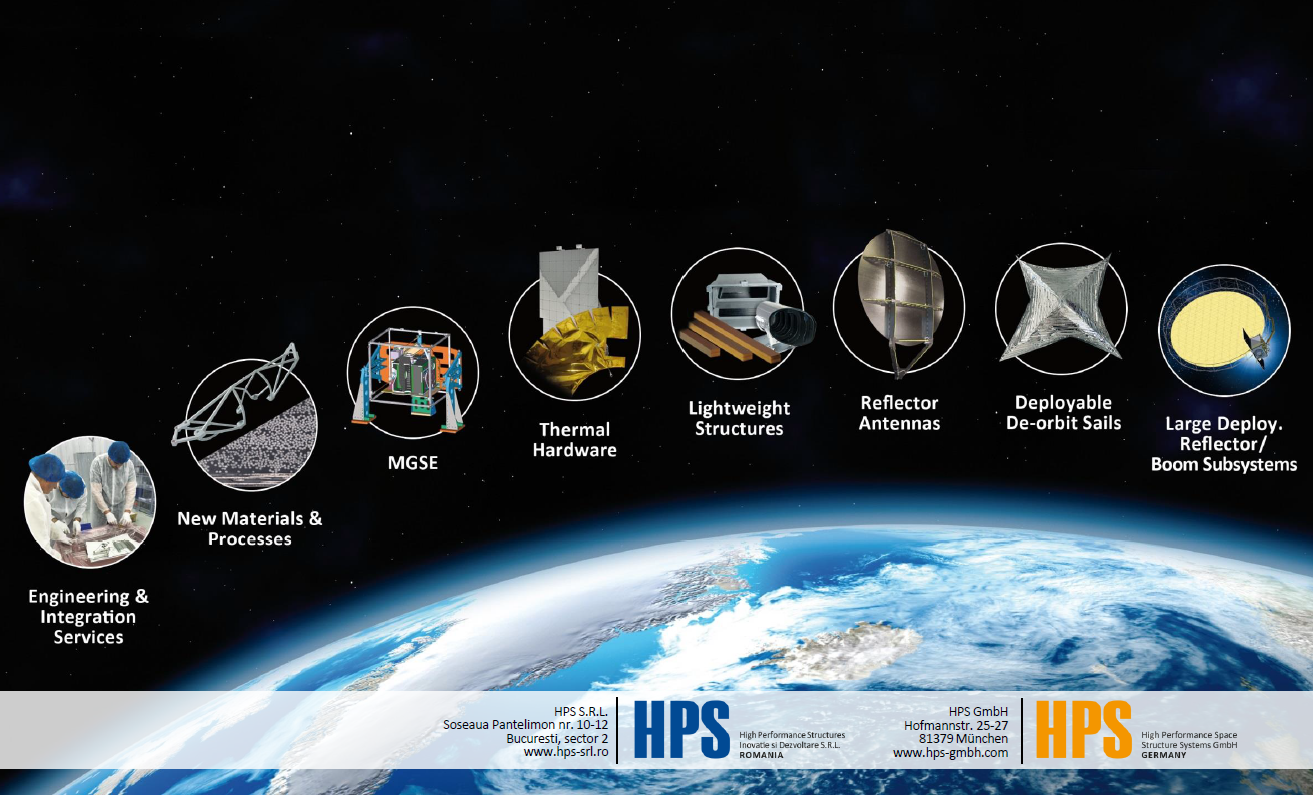 Engineering &
Integration
Services
New Materials &
Processes
MGSE
Thermal
Hardware
Lightweight
Structures
Reflector
Antennas
Deployable
De-orbit Sails
Large Deploy.
Reflector/
Boom Subsystems
HPS S.R.L.
Soseaua Pantelimon nr. 10-12
Bucuresti, sector 2
www.hps-srl.ro
HPS
High Performance Structures
Inovatie si Dezvoltare S.R.L.
ROMANIA
HPS GmbH
Hofmannstr. 25-27
81379 München
www.hps-gmbh.com
HPS
High Performance Space
Structure Systems GmbH
GERMANY